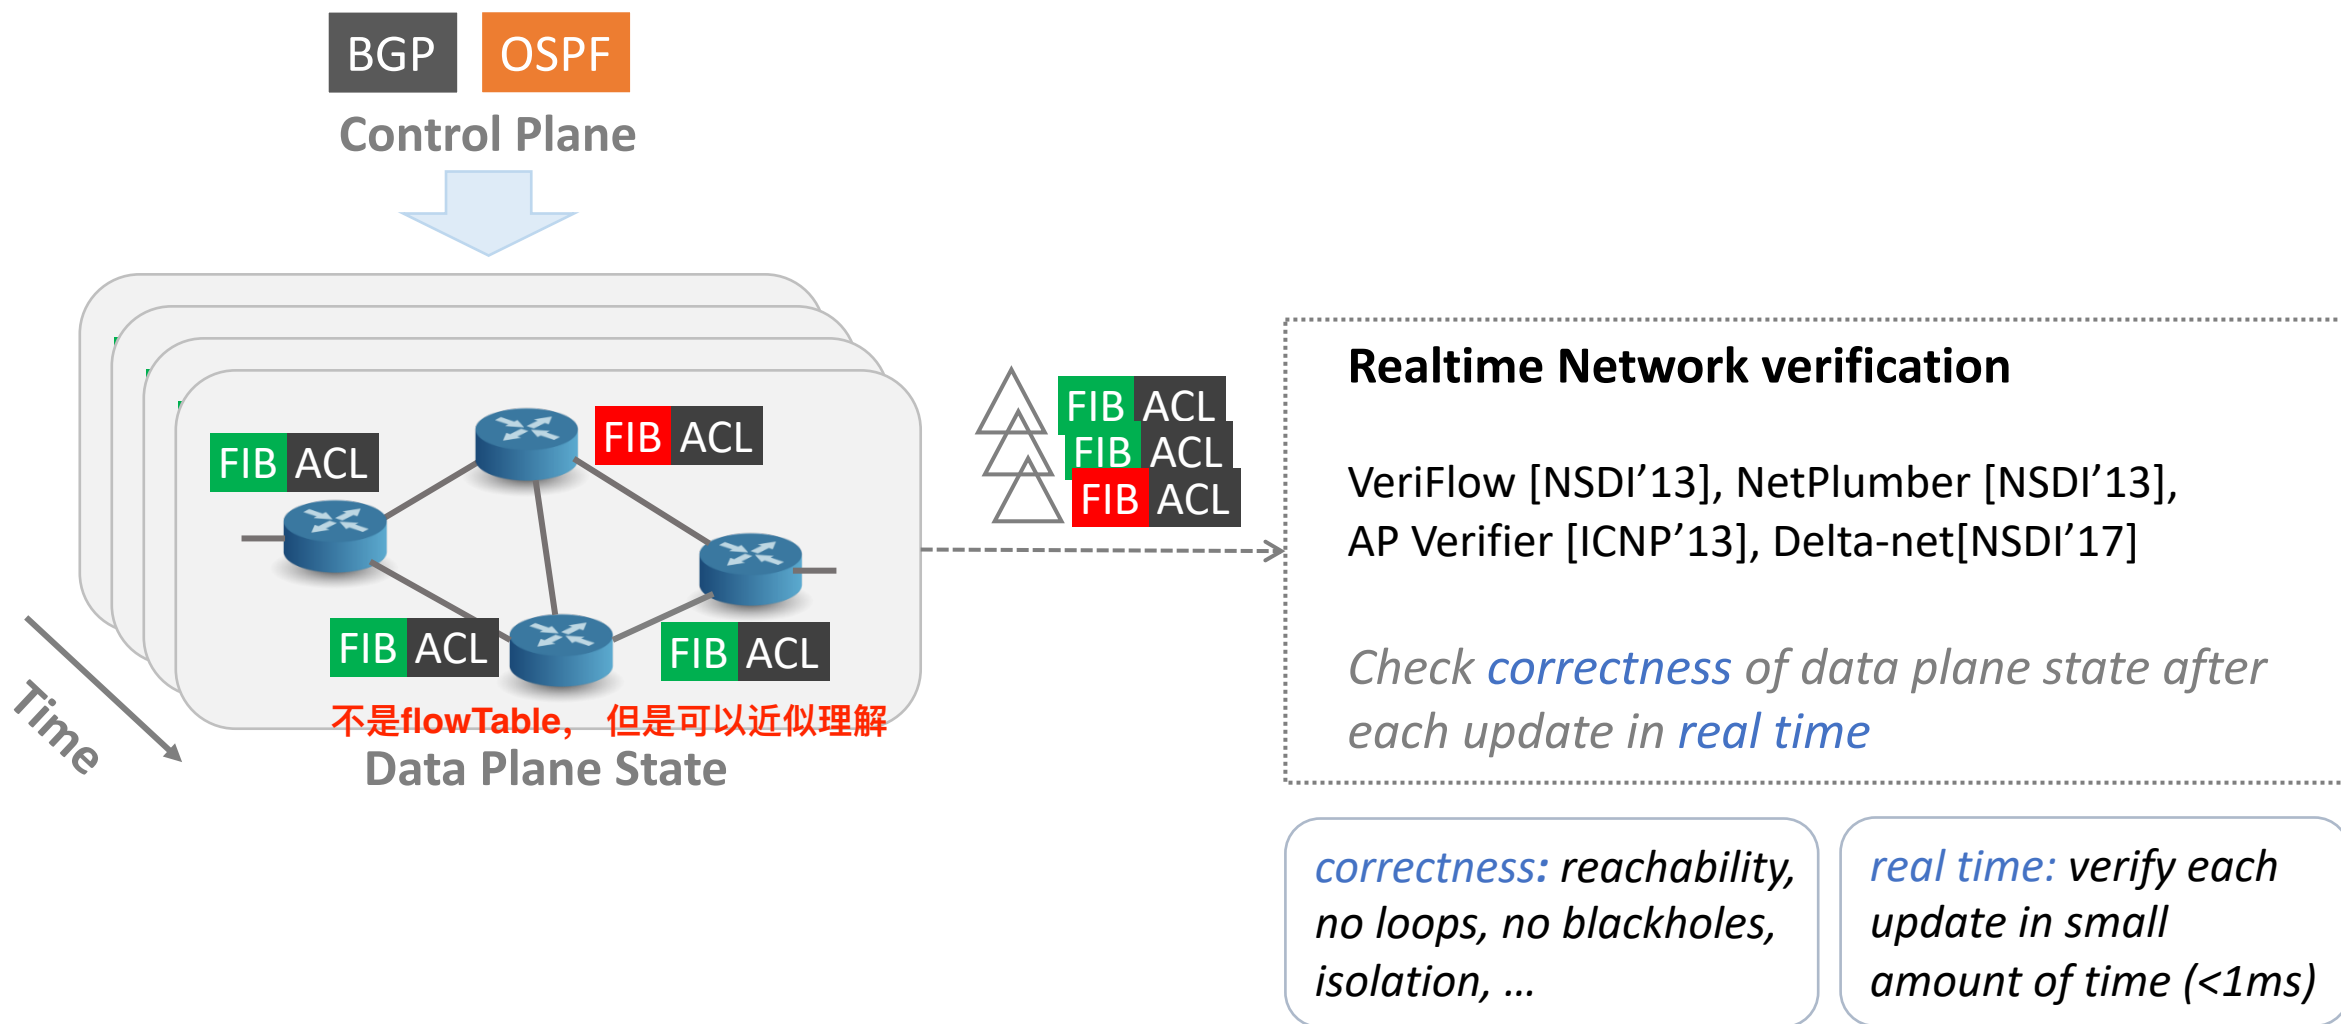 BGP OSPF
Control Plane
FIB ACL
FIB ACL
FIB ACL
FIB ACL
不是flowTable， 但是可以近似理解
Data Plane State
Time
FIB ACL
FIB ACL
FIB ACL
Realtime Network verification
VeriFlow [NSDI’13], NetPlumber [NSDI’13],
AP Verifier [ICNP’13], Delta-net[NSDI’17]
Check correctness of data plane state after
each update in real time
correctness: reachability,
no loops, no blackholes,
isolation, …
real time: verify each
update in small
amount of time (<1ms)